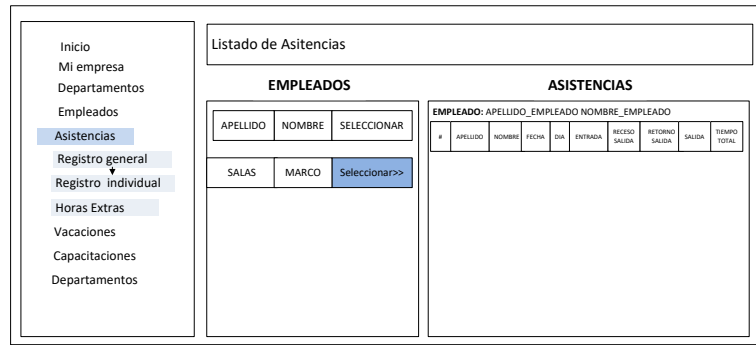 Inicio
Mi empresa
Departamentos
Empleados
Asistencias
Registro general
Registro individual
Horas Extras
Vacaciones
Capacitaciones
Departamentos
Listado de Asitencias
EMPLEADOS
APELLIDO NOMBRE SELECCIONAR
SALAS MARCO Seleccionar>>
ASISTENCIAS
EMPLEADO: APELLIDO_EMPLEADO NOMBRE_EMPLEADO
# APELLIDO NOMBRE FECHA DIA ENTRADA RECESO SALIDA RETORNO SALIDA SALIDA TIEMPO TOTAL